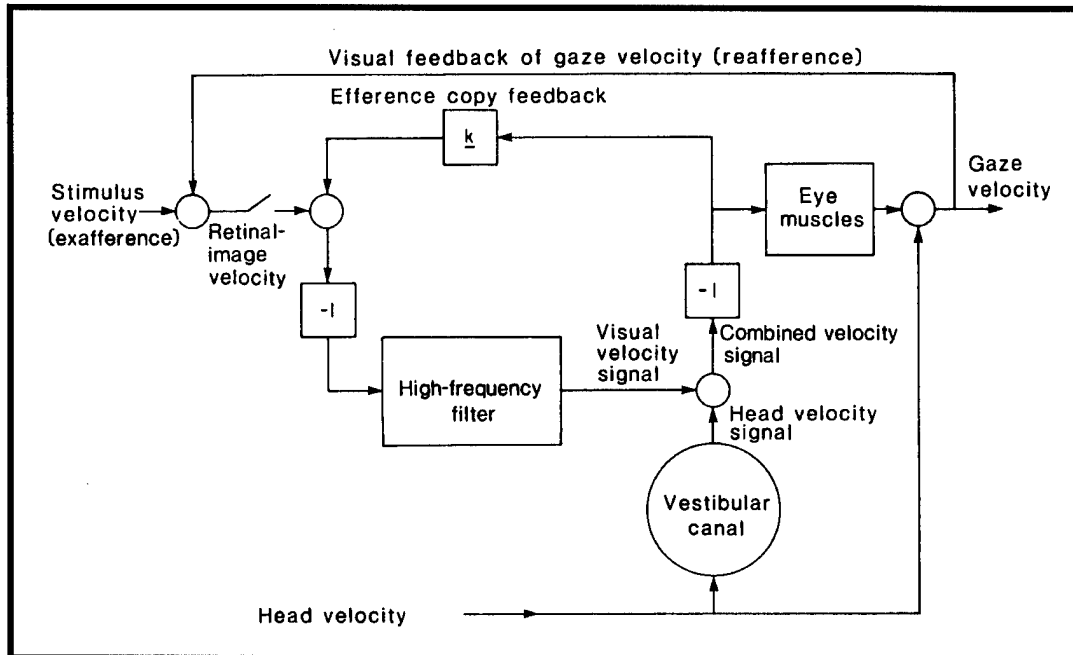 Visual feedback of gaze velocity (reafference)
Efference copy feedback
k
Stimulus
velocity
(exafference)
Retinal-
image
velocity
Eye
muscles
Gaze
velocity
-1
-1
Visual
velocity
signal
Combined velocity
signal
High-frequency
filter
Head velocity
signal
Vestibular
canal
Head velocity